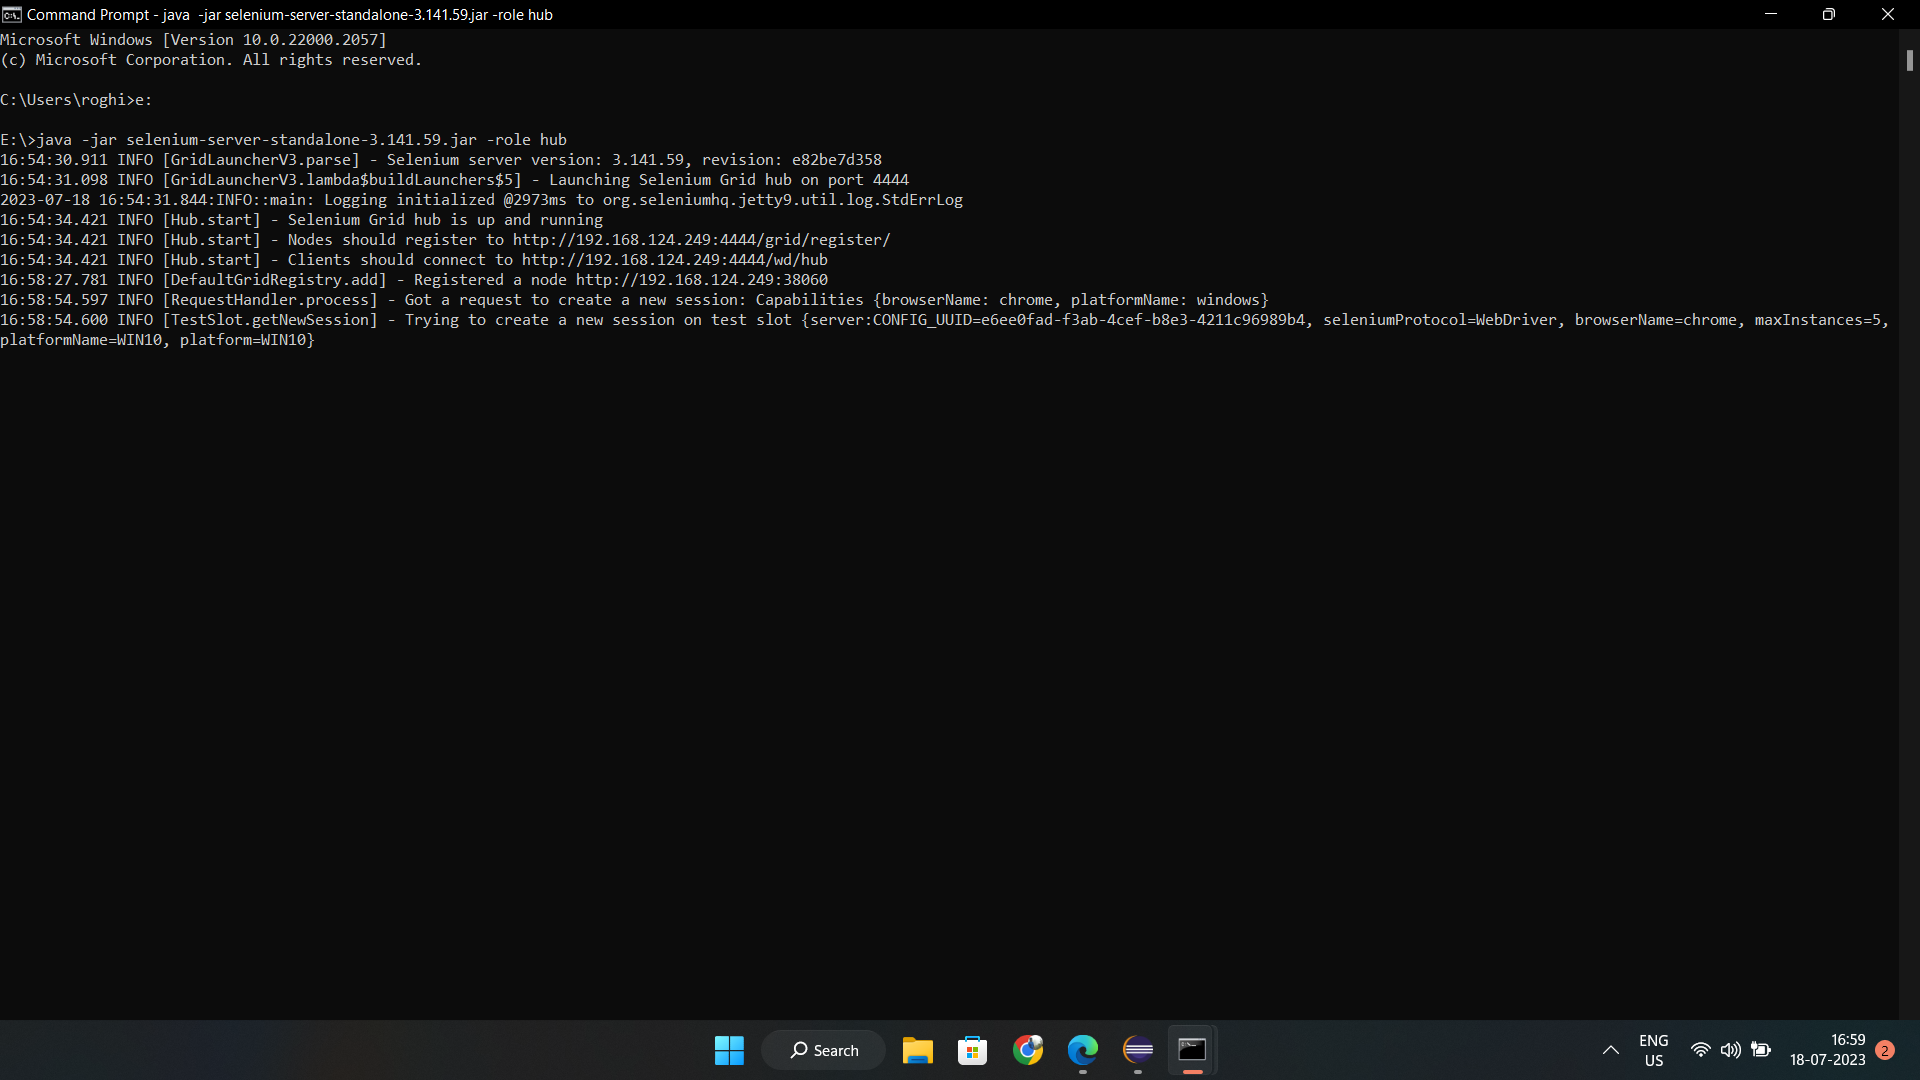 Command Prompt - java  -jar selenium-server-standalone-3.141.59.jar -role hub
Microsoft Windows [Version 10.0.22000.2057]
(c) Microsoft Corporation. All rights reserved.
C:\Users\roghi>e:
E:\>java -jar selenium-server-standalone-3.141.59.jar -role hub
16:54:30.911 INFO [GridLauncherV3.parse] - Selenium server version: 3.141.59, revision: e82be7d358
16:54:31.098 INFO [GridLauncherV3.lambda$buildLaunchers$5] - Launching Selenium Grid hub on port 4444
2023-07-18 16:54:31.844:INFO::main: Logging initialized @2973ms to org.seleniumhq.jetty9.util.log.StdErrLog
16:54:34.421 INFO [Hub.start] - Selenium Grid hub is up and running
16:54:34.421 INFO [Hub.start] - Nodes should register to http://192.168.124.249:4444/grid/register/
16:54:34.421 INFO [Hub.start] - Clients should connect to http://192.168.124.249:4444/wd/hub
16:58:27.781 INFO [DefaultGridRegistry.add] - Registered a node http://192.168.124.249:38060
16:58:54.597 INFO [RequestHandler.process] - Got a request to create a new session: Capabilities {browserName: chrome, platformName: windows}
16:58:54.600 INFO [TestSlot.getNewSession] - Trying to create a new session on test slot {server:CONFIG_UUID=e6ee0fad-f3ab-4cef-b8e3-4211c96989b4, seleniumProtocol=WebDriver, browserName=chrome, maxInstances=5,
platformName=WIN10, platform=WIN10}
Search
ENG
US
16:59
18-07-2023
2